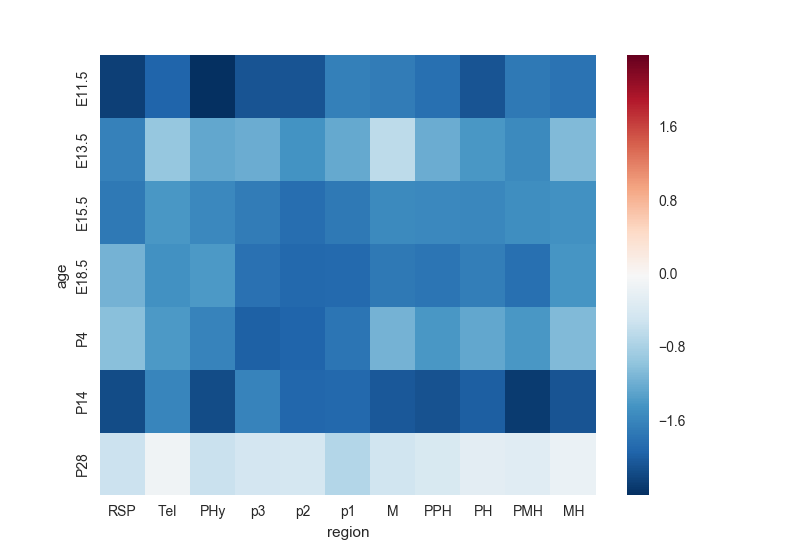 age
E11.5
E13.5
E15.5
E18.5
P4
P14
P28
RSP Tel PHy p3 p2 p1 M PPH PH PMH MH
region
1.6
0.8
0.0
−0.8
−1.6